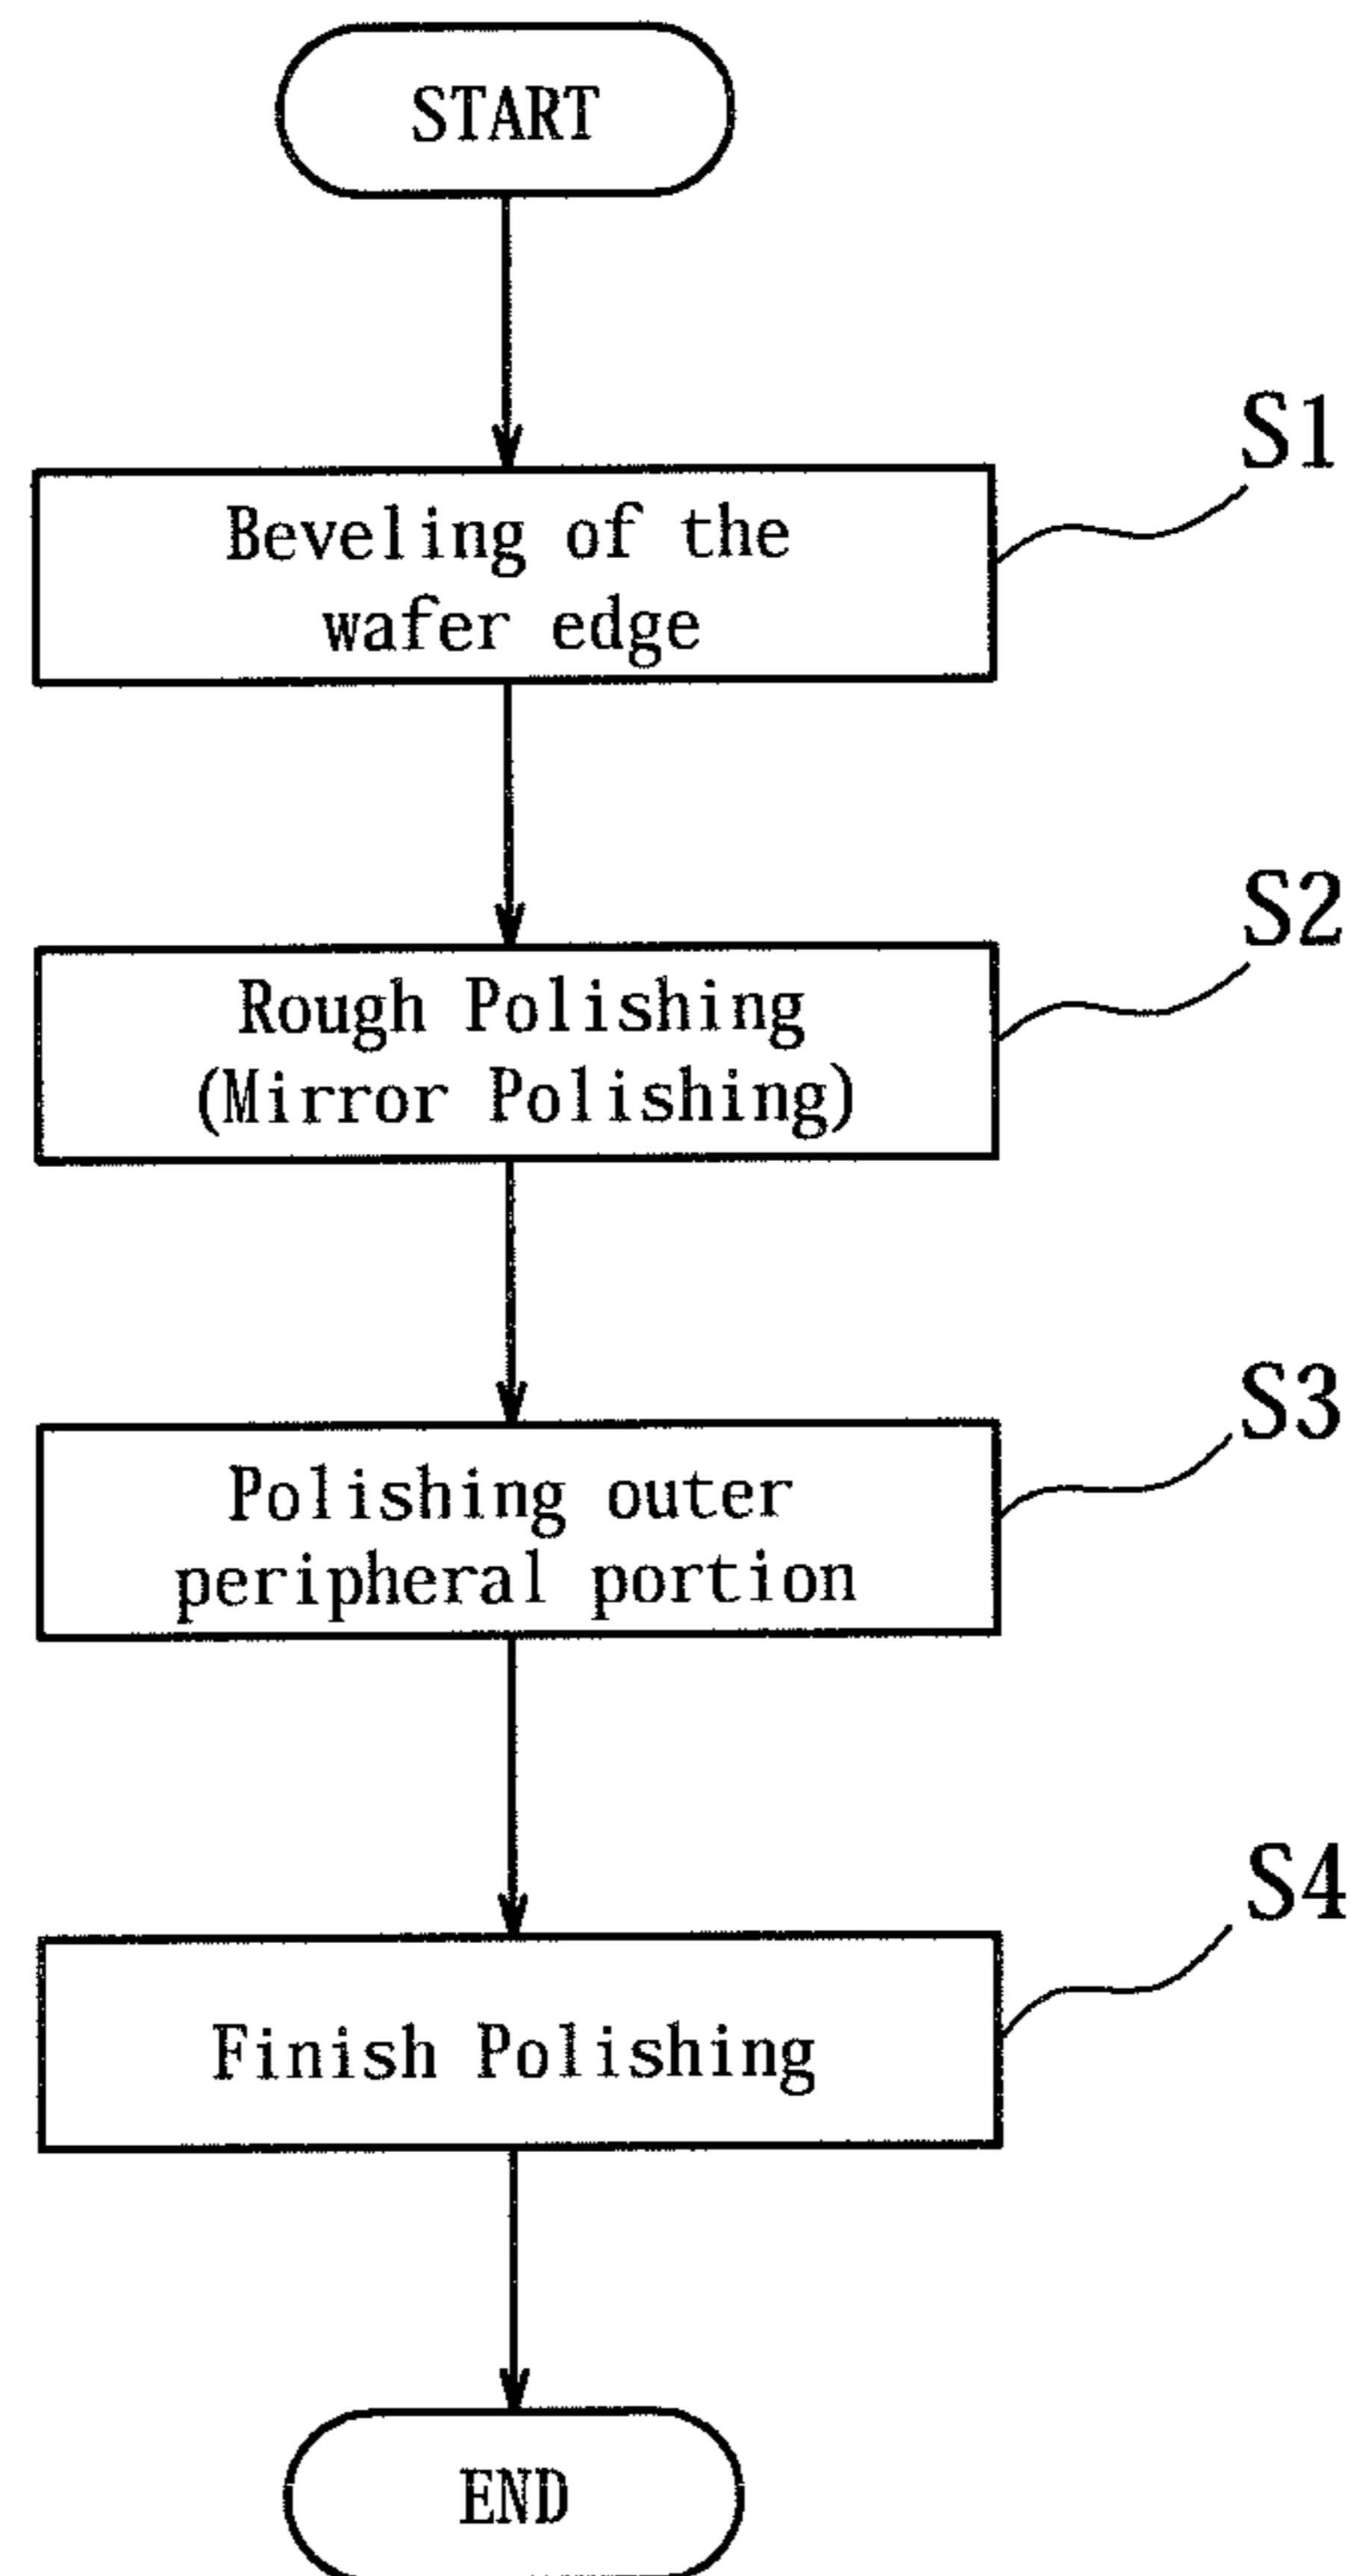 START
S1
Beveling of the
wafer edge
S2
Rough Polishing
(Mirror Polishing)
S3
Polishing outer
peripheral portion
S4
Finish Polishing
END